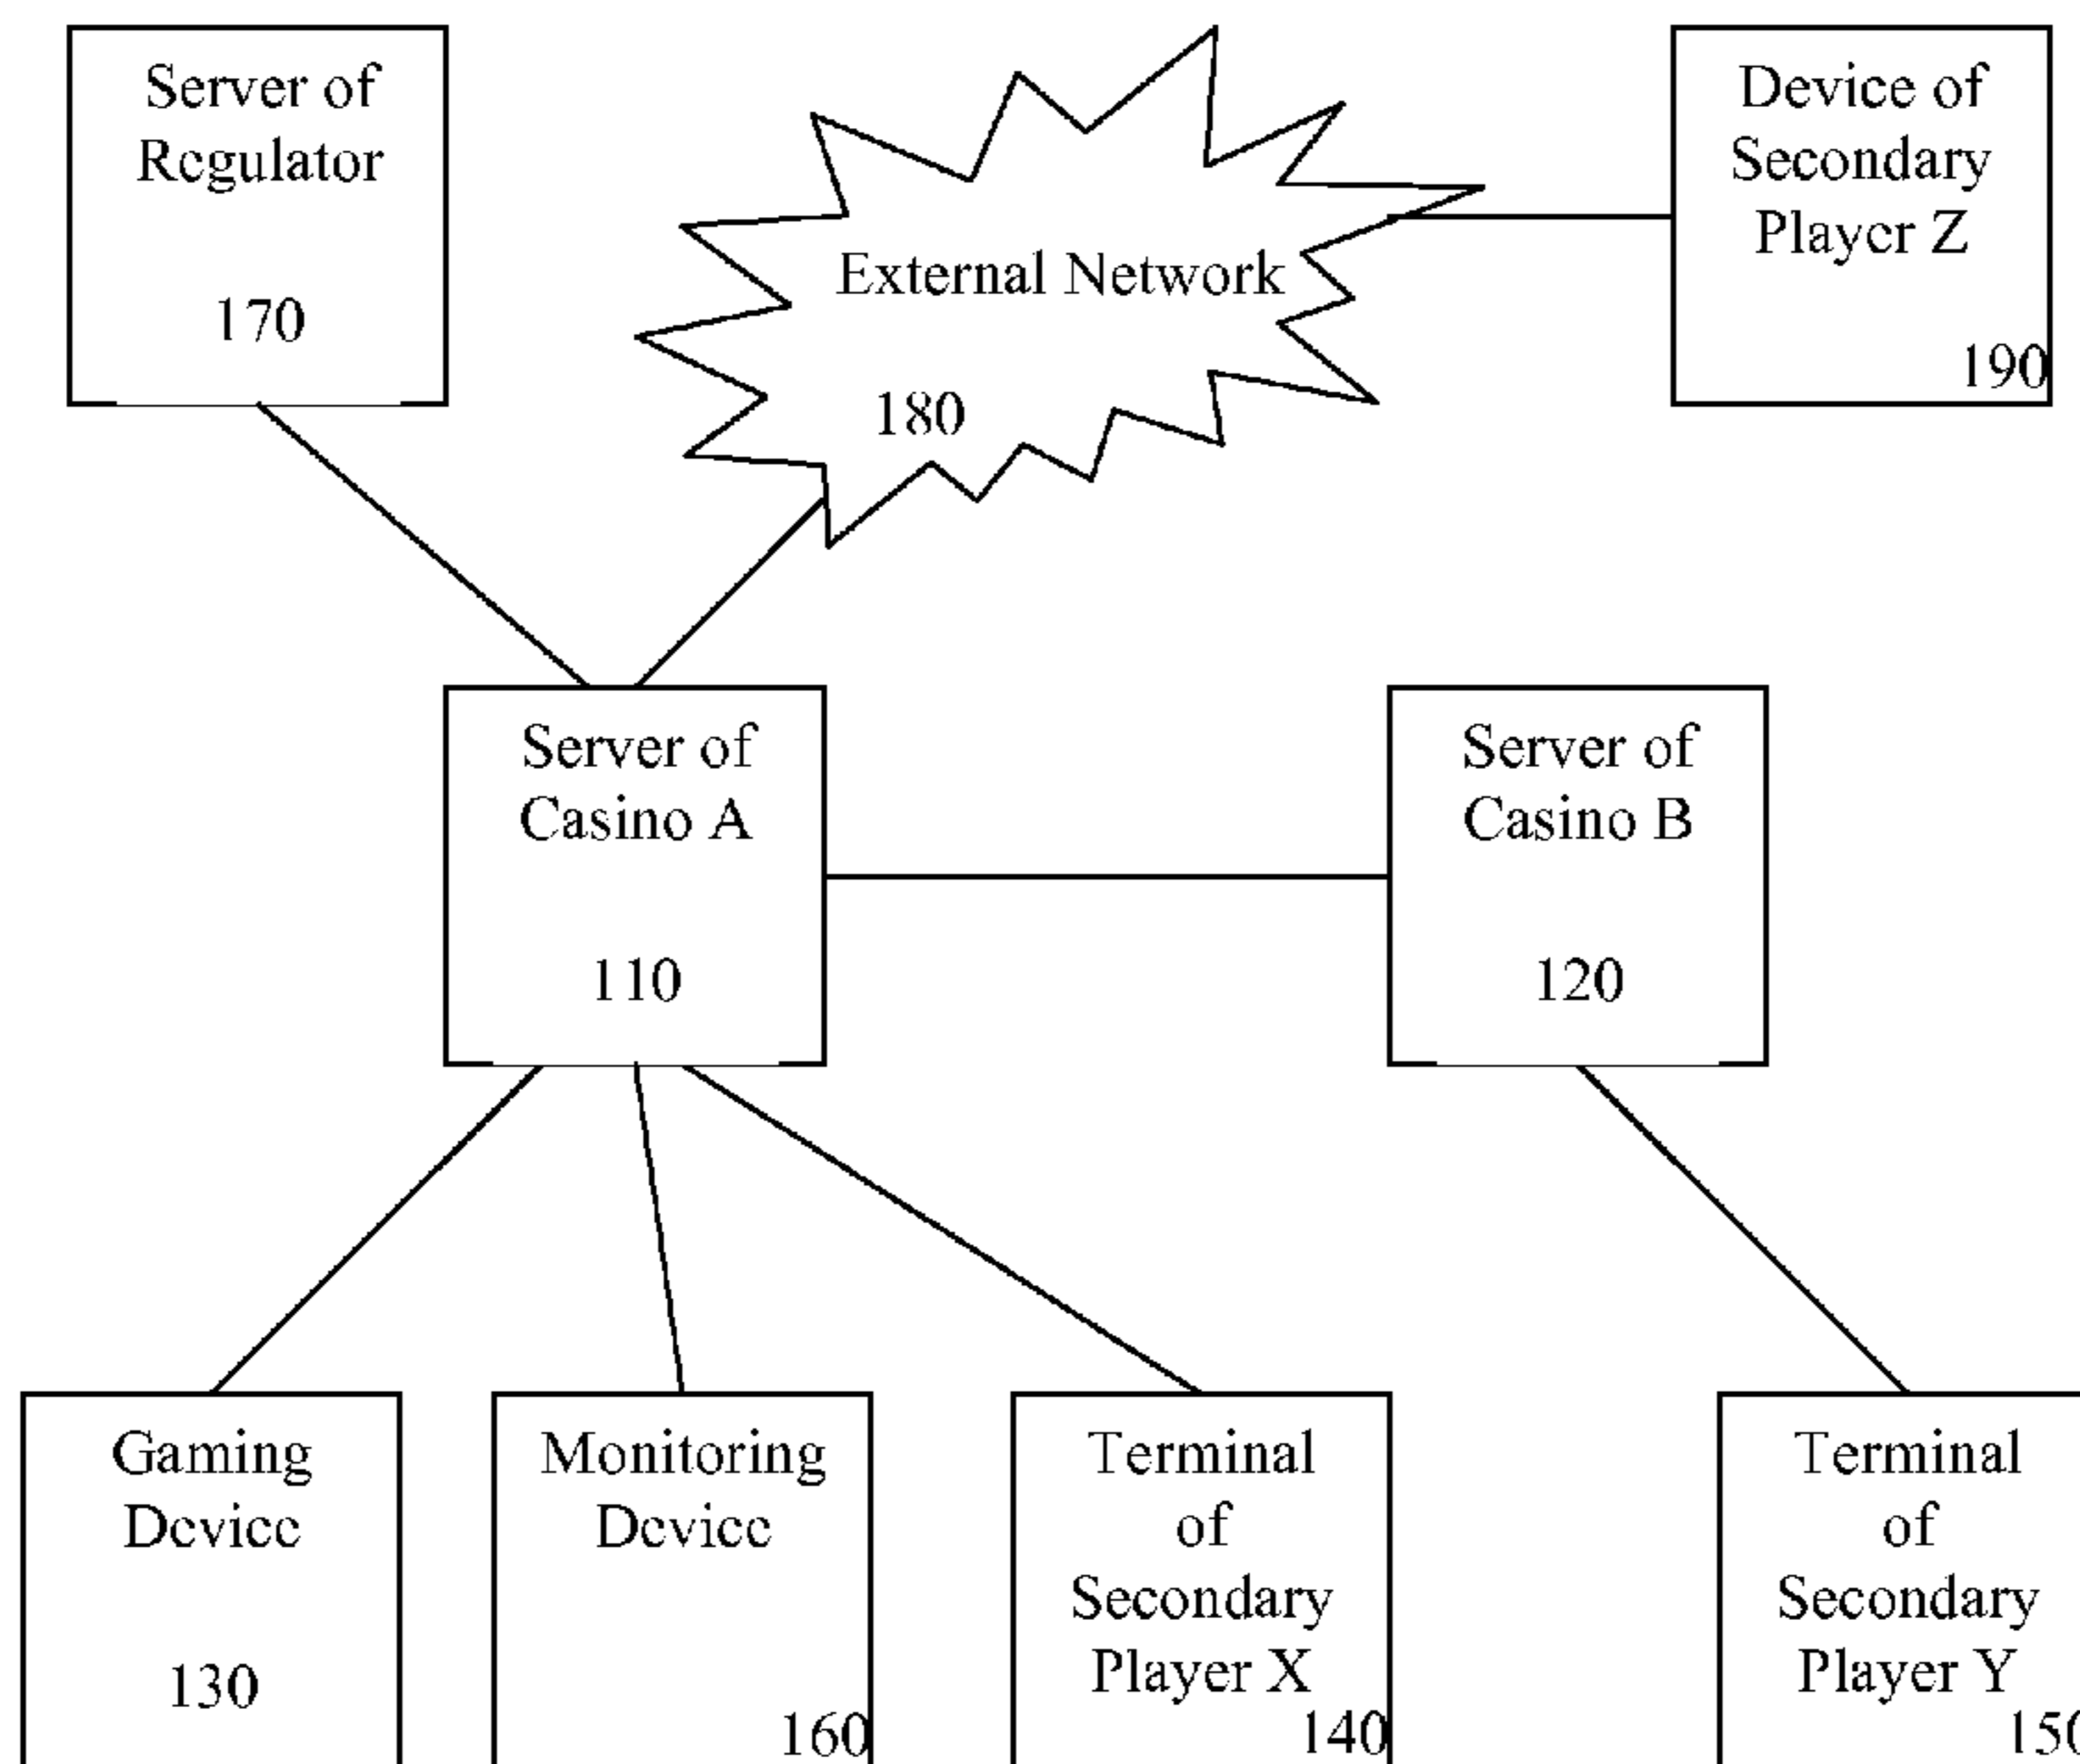 Server of
Regulator
170
External Network
180
Device of
Secondary
Player Z
190
Server of
Casino A
110
Server of
Casino B
120
Gaming
Device
130
Monitoring
Device
160
Terminal
of
Secondary
Player X
140
Terminal
of
Secondary
Player Y
150